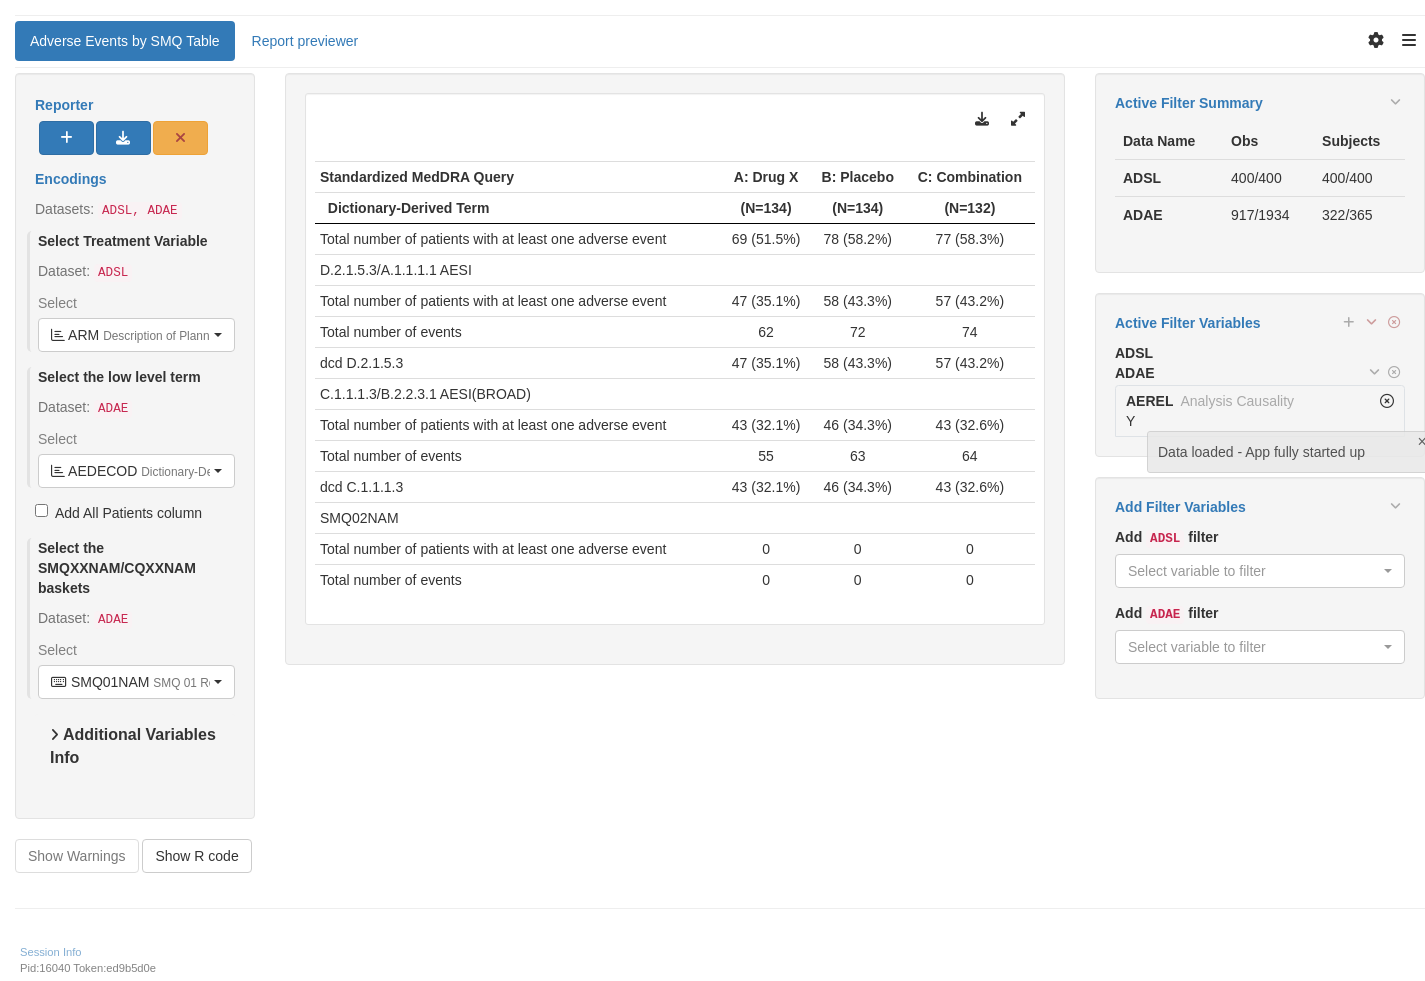 Adverse Events by SMQ Table
Report previewer
Reporter
Encodings
Datasets: ADSL, ADAE
Select Treatment Variable
Dataset: ADSL
Select
ARM Description of Plann
Select the low level term
Dataset: ADAE
Select
AEDECOD Dictionary-De
Add All Patients column
Select the
SMQXXNAM/CQXXNAM
baskets
Dataset: ADAE
Select
SMQ01NAM SMQ 01 R
Additional Variables
Info
Show Warnings
Show R code
Standardized MedDRA Query A: Drug X B: Placebo C: Combination
Dictionary-Derived Term (N=134) (N=134) (N=132)
Total number of patients with at least one adverse event 69 (51.5%) 78 (58.2%) 77 (58.3%)
D.2.1.5.3/A.1.1.1.1 AESI
Total number of patients with at least one adverse event 47 (35.1%) 58 (43.3%) 57 (43.2%)
Total number of events 62 72 74
dcd D.2.1.5.3 47 (35.1%) 58 (43.3%) 57 (43.2%)
C.1.1.1.3/B.2.2.3.1 AESI(BROAD)
Total number of patients with at least one adverse event 43 (32.1%) 46 (34.3%) 43 (32.6%)
Total number of events 55 63 64
dcd C.1.1.1.3 43 (32.1%) 46 (34.3%) 43 (32.6%)
SMQ02NAM
Total number of patients with at least one adverse event 0 0 0
Total number of events 0 0 0
Active Filter Summary
Data Name Obs Subjects
ADSL 400/400 400/400
ADAE 917/1934 322/365
Active Filter Variables
ADSL
ADAE
AEREL Analysis Causality
Y
Data loaded - App fully started up
Add Filter Variables
Add ADSL filter
Select variable to filter
Add ADAE filter
Select variable to filter
Session Info
Pid:16040 Token:ed9b5d0e